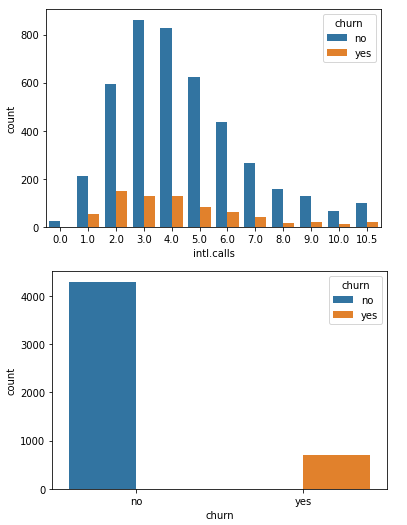 churn
no
yes
800
600
400
200
0
count
0.0 1.0 2.0 3.0 4.0 5.0 6.0 7.0 8.0 9.0 10.0 10.5
intl.calls
churn
no
yes
4000
3000
2000
1000
0
count
no yes
churn